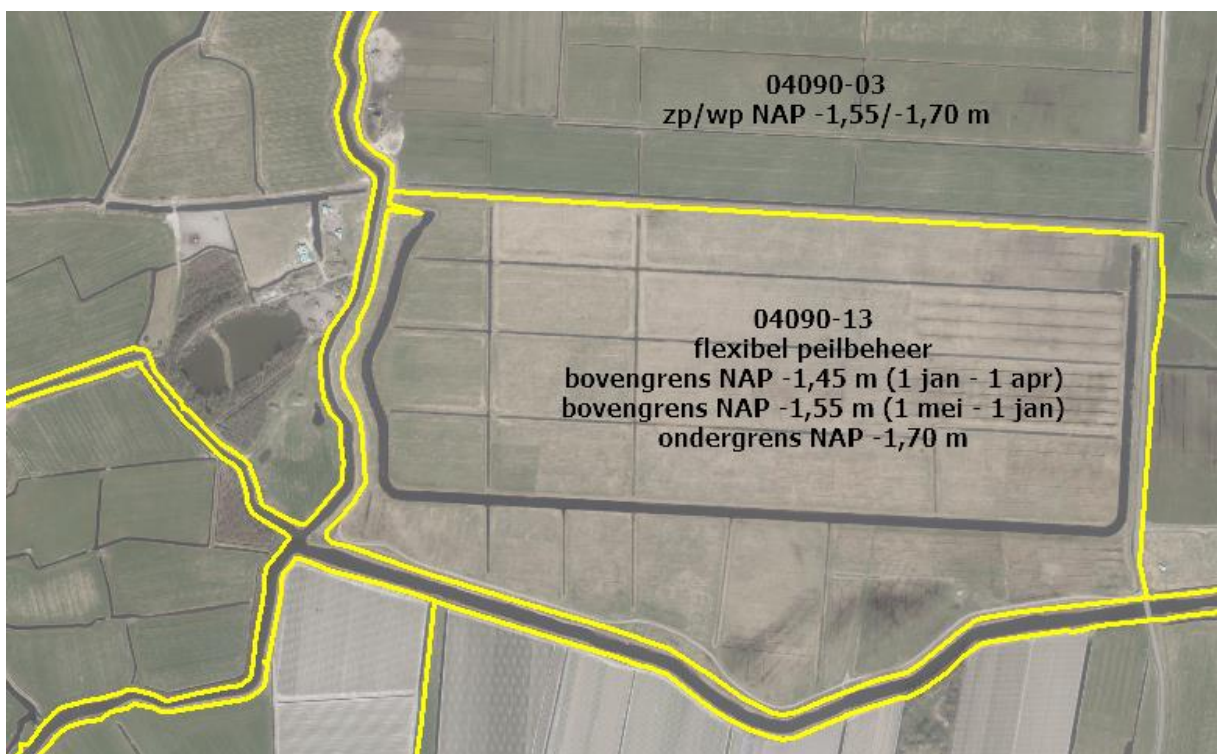 04090-03
zp/wp NAP -1,55/-1,70 m
04090-13
flexibel peilbeheer
bovengrens NAP -1,45 m (1 jan - 1 apr)
bovengrens NAP -1,55 m (1 mei - 1 jan)
ondergrens NAP -1,70 m